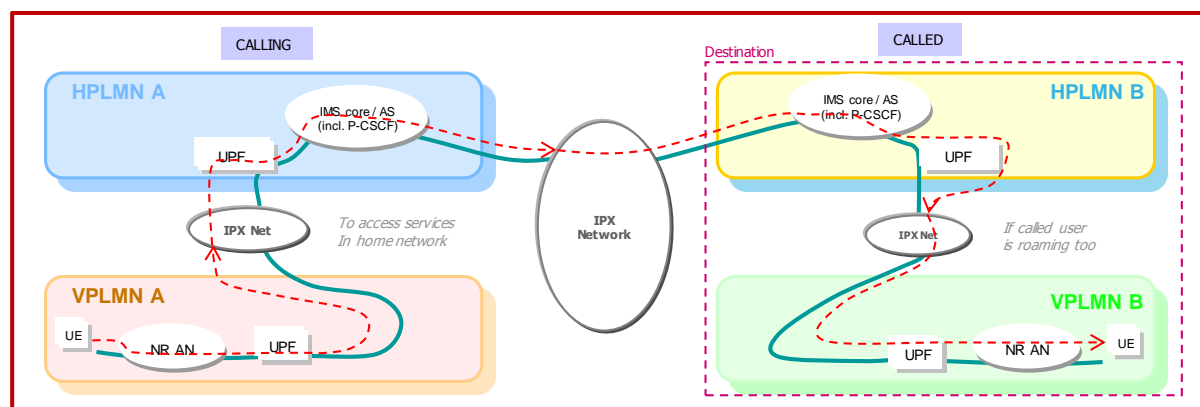 CALLING
CALLED
Destination
HPLMN A
IMS core / AS
(incl. P-CSCF)
UPF
IMS core / AS
(incl. P-CSCF)
HPLMN B
UPF
IPX Net
To access services
In home network
IPX
Network
IPX Net
If called user
is roaming too
VPLMN A
UE
NR AN
UPF
VPLMN B
UPF
NR AN
UE